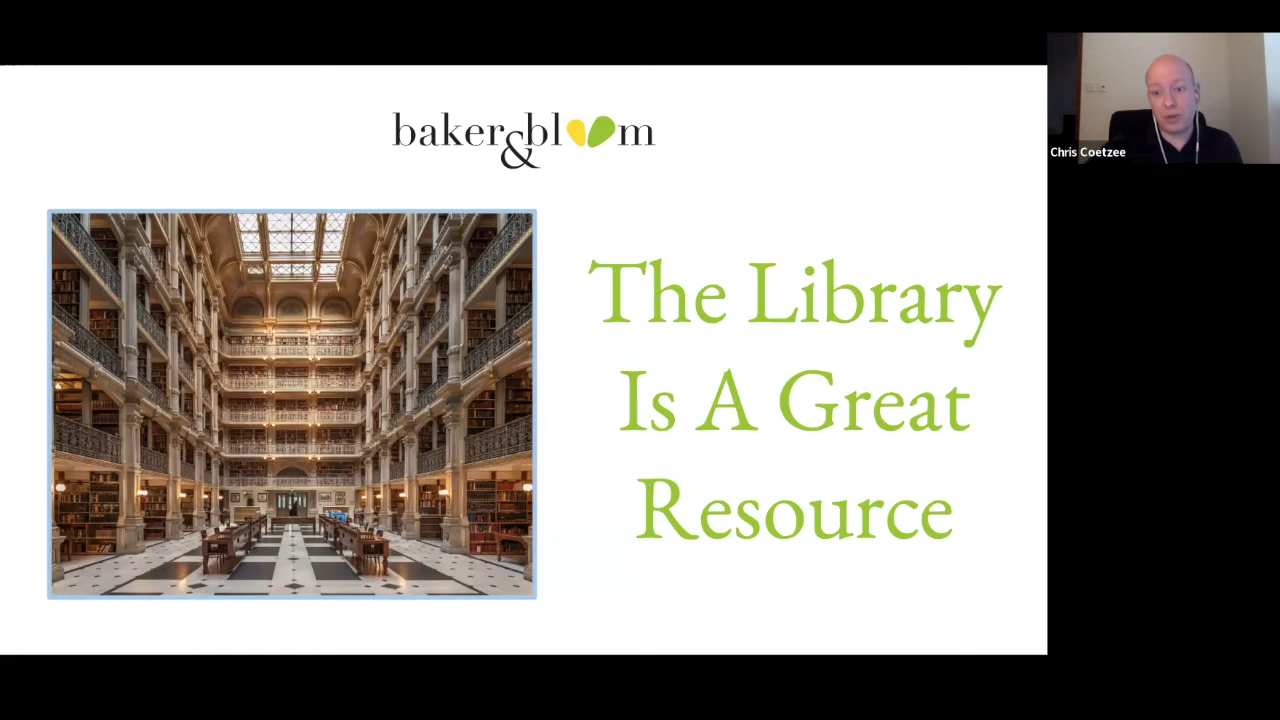 baker&bloom
The Library
Is A Great
Resource
Chris Coetzee